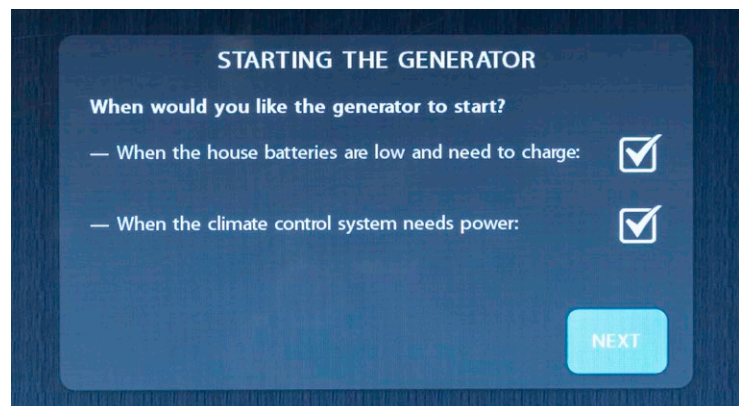 STARTING THE GENERATOR
When would you like the generator to start?
— When the house batteries are low and need to charge:
— When the climate control system needs power:
NEXT